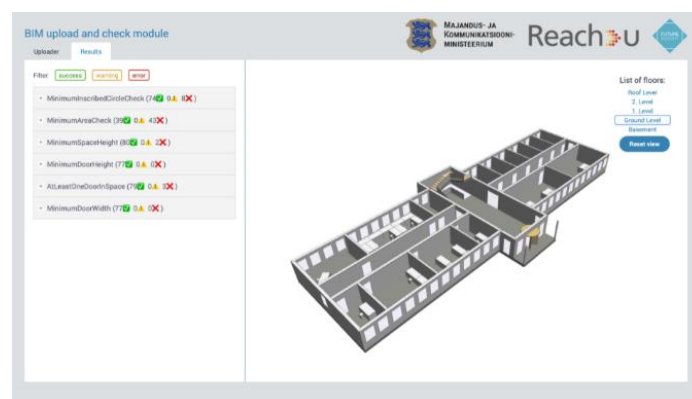 BIM upload and check module
Uploader Results
MAJANDUS- JA
KOMMUNIKATSIOONI-
MINISTEERIUM
Reach U
FUTURE
Filter: success warning error
MinimumInscribedCircleCheck (74✅ 0⚠ 8❌)
MinimumAreaCheck (39✅ 0⚠ 43❌)
MinimumSpaceHeight (80✅ 0⚠ 2❌)
MinimumDoorHeight (77✅ 0⚠ 0❌)
AtLeastOneDoorInSpace (79✅ 0⚠ 3❌)
MinimumDoorWidth (77✅ 0⚠ 0❌)
List of floors:
Roof Level
2. Level
1. Level
Ground Level
Basement
Reset view